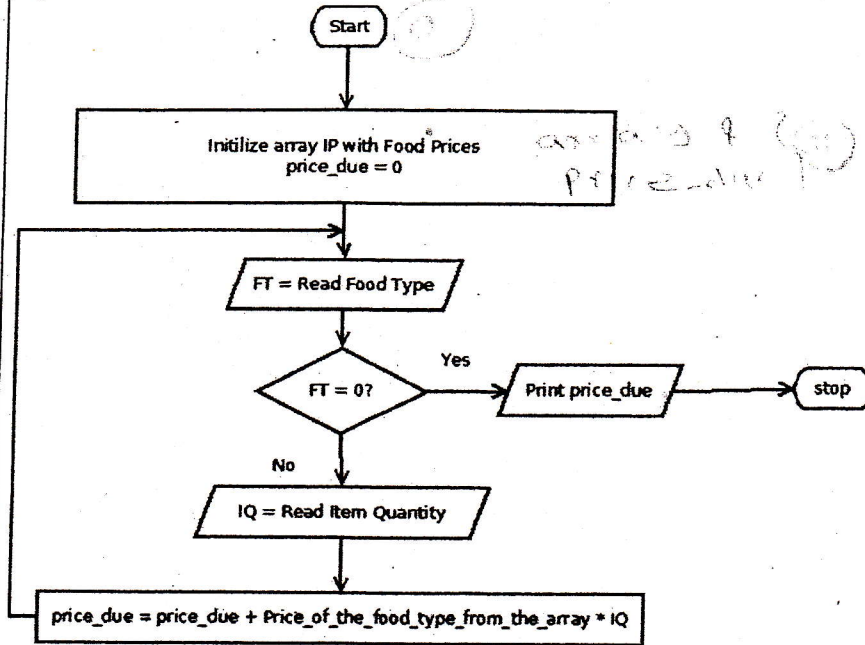 Start
Initilize array IP with Food Prices
price_due = 0
FT = Read Food Type
FT = 0?
Yes
Print price_due
stop
No
IQ = Read Item Quantity
price_due = price_due + Price_of_the_food_type_from_the_array * IQ